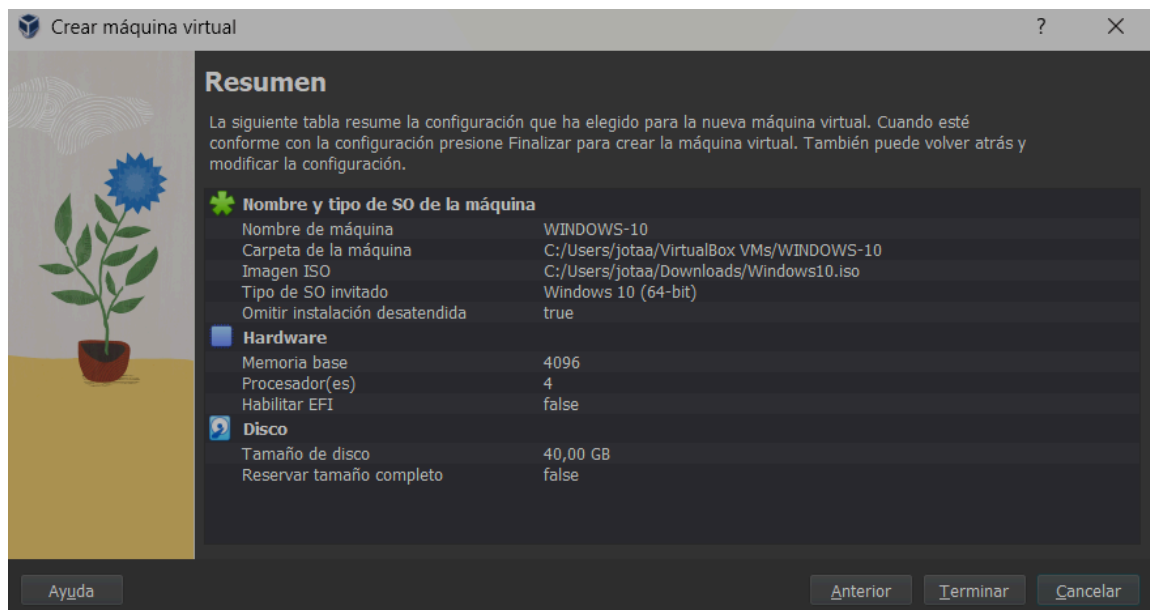 Crear máquina virtual ?
Resumen
La siguiente tabla resume la configuración que ha elegido para la nueva máquina virtual. Cuando esté
conforme con la configuración presione Finalizar para crear la máquina virtual. También puede volver atrás y
modificar la configuración.
Nombre y tipo de SO de la máquina
Nombre de máquina WINDOWS-10
Carpeta de la máquina C:/Users/jotaa/VirtualBox VMs/WINDOWS-10
Imagen ISO C:/Users/jotaa/Downloads/Windows10.iso
Tipo de SO invitado Windows 10 (64-bit)
Omitir instalación desatendida true
Hardware
Memoria base 4096
Procesador(es) 4
Habilitar EFI false
Disco
Tamaño de disco 40,00 GB
Reservar tamaño completo false
Ayuda Anterior Terminar Cancelar